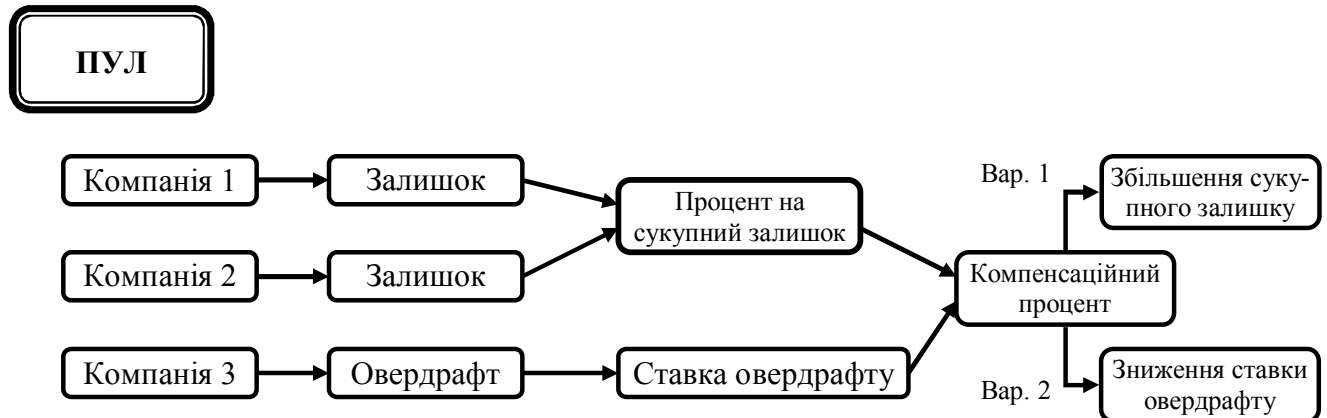 ПУЛ
Компанія 1
Залишок
Процент на
сукупний залишок
Вар. 1
Збільшення суку-
пного залишку
Компанія 2
Залишок
Компенсаційний
процент
Компанія 3
Овердрафт
Ставка овердрафту
Вар. 2
Зниження ставки
овердрафту